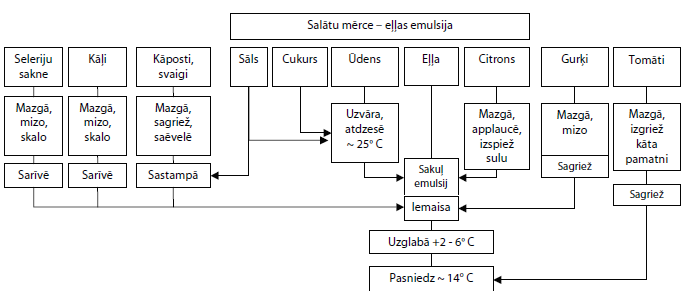 Salātu mērce – eļļas emulsija
Seleriju
sakne
Kāļi
Kāposti,
svaigi
Sāls
Cukurs
Ūdens
Eļļa
Citrons
Gurķi
Tomāti
Mazgā,
mizo,
skalo
Mazgā,
mizo,
skalo
Mazgā,
sagriež,
saēvelē
Uzvāra,
atdzesē
~ 25° C
Mazgā,
applaucē,
izspiež
sulu
Mazgā,
mizo
Mazgā,
izgriež
kāta
pamatni
Sarīvē
Sarīvē
Sastampā
Sakuļ
emulsij
Sagriež
Sagriež
Iemaisa
Uzglabā +2 - 6° C
Pasniedz ~ 14° C